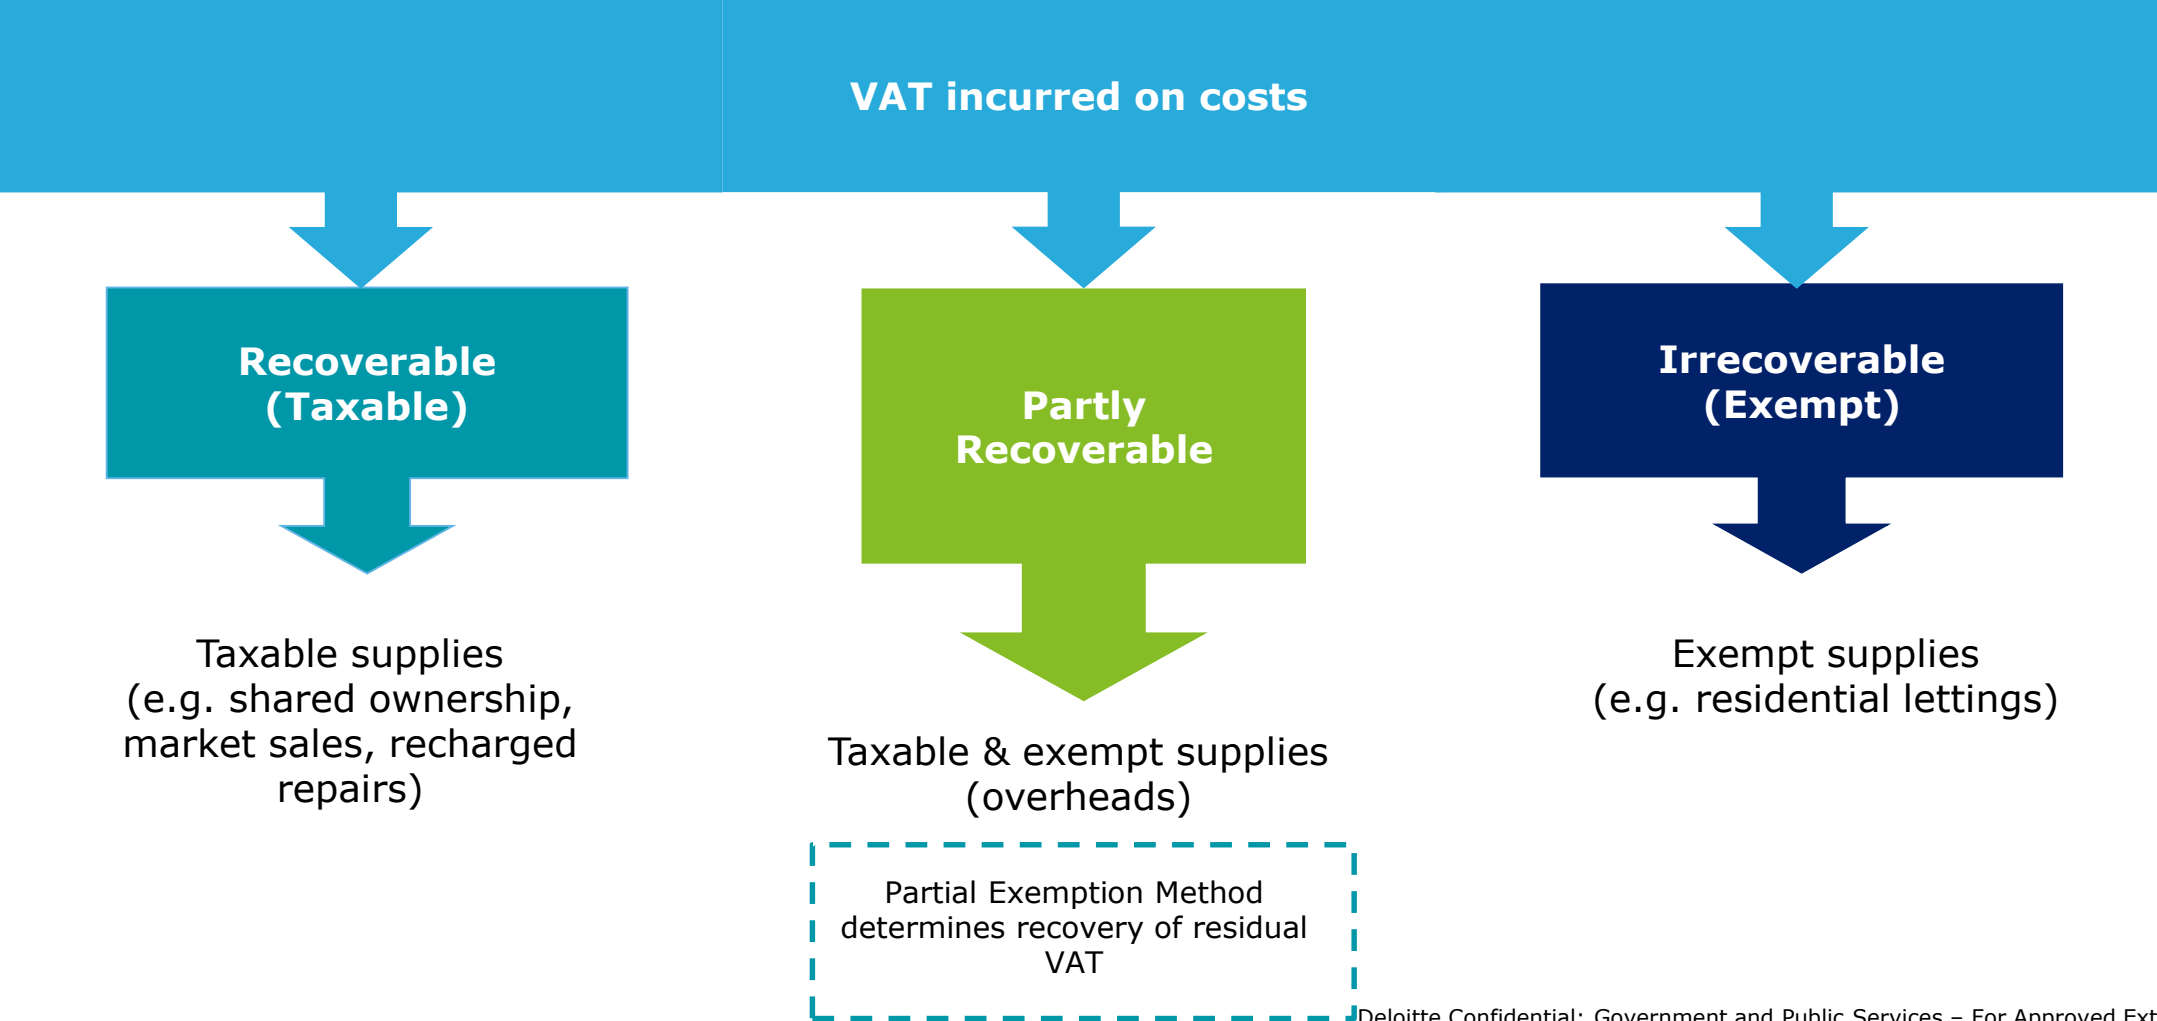 VAT incurred on costs
Recoverable
(Taxable)
Partly
Recoverable
Irrecoverable
(Exempt)
Taxable supplies
(e.g. shared ownership,
market sales, recharged
repairs)
Taxable & exempt supplies
(overheads)
Exempt supplies
(e.g. residential lettings)
Partial Exemption Method
determines recovery of residual
VAT
Deloitte Confidential: Government and Public Services – For Approved Ext